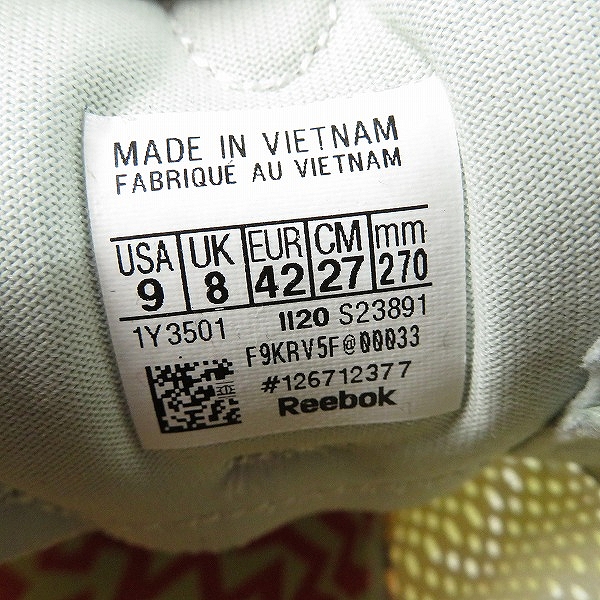 MADE IN VIETNAM
FABRIQUÉ AU VIETNAM
USA UK EUR CM mm
9 8 42 27 270
1Y3501 1120 S23891
F9KRV5F@00033
#126712377
Reebok